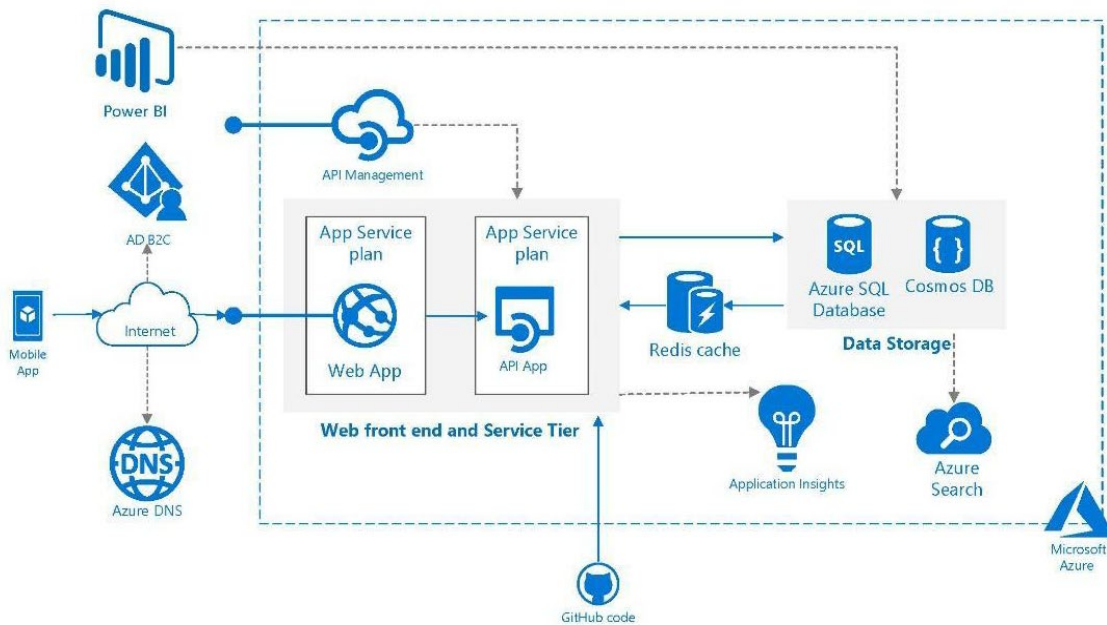 Power BI
API Management
AD B2C
App Service
plan
App Service
plan
SQL
{ }
Azure SQL
Database
Cosmos DB
Internet
Mobile
App
Web App
API App
Redis cache
Data Storage
Web front end and Service Tier
DNS
Azure DNS
Application Insights
Azure
Search
Microsoft
Azure
GitHub code